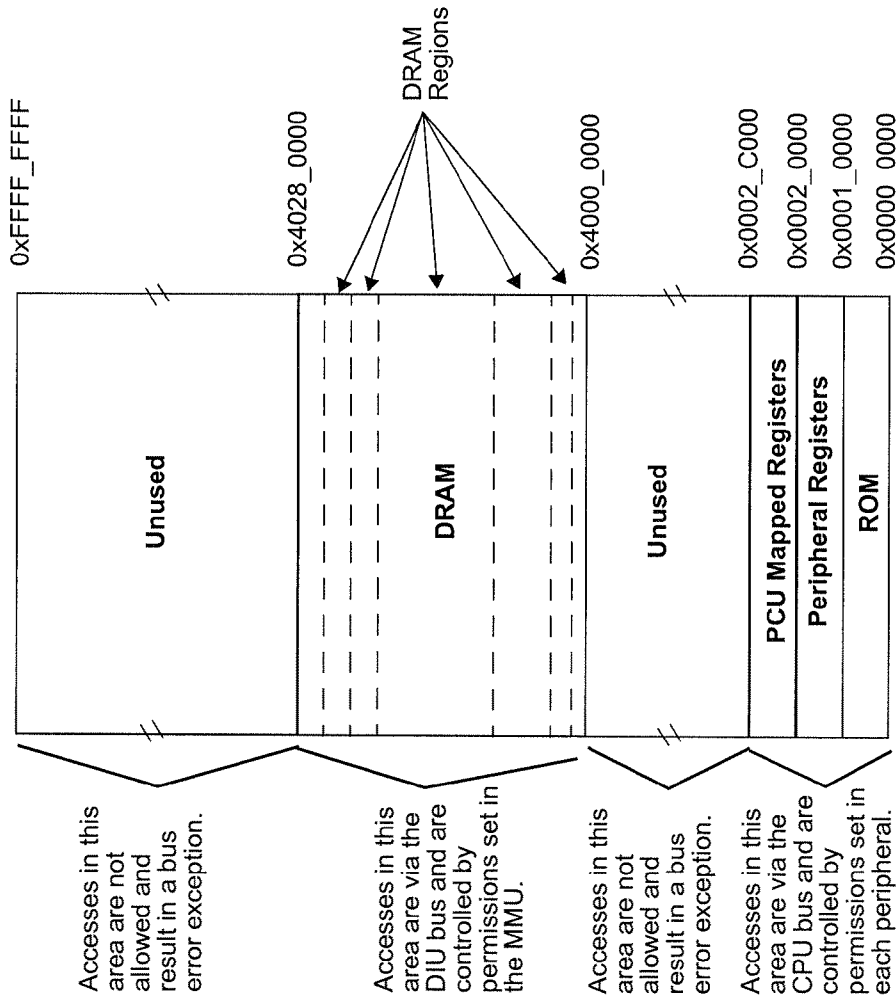 Accesses in this
area are not
allowed and
result in a bus
error exception.
Unused
0xFFFF_FFFF
0x4028_0000
Accesses in this
area are via the
DIU bus and are
controlled by
permissions set in
the MMU.
DRAM
DRAM
Regions
0x4000_0000
Accesses in this
area are not
allowed and
result in a bus
error exception.
Unused
0x0002_C000
Accesses in this
area are via the
CPU bus and are
controlled by
permissions set in
each peripheral.
PCU Mapped Registers
0x0002_0000
Peripheral Registers
0x0001_0000
ROM
0x0000_0000